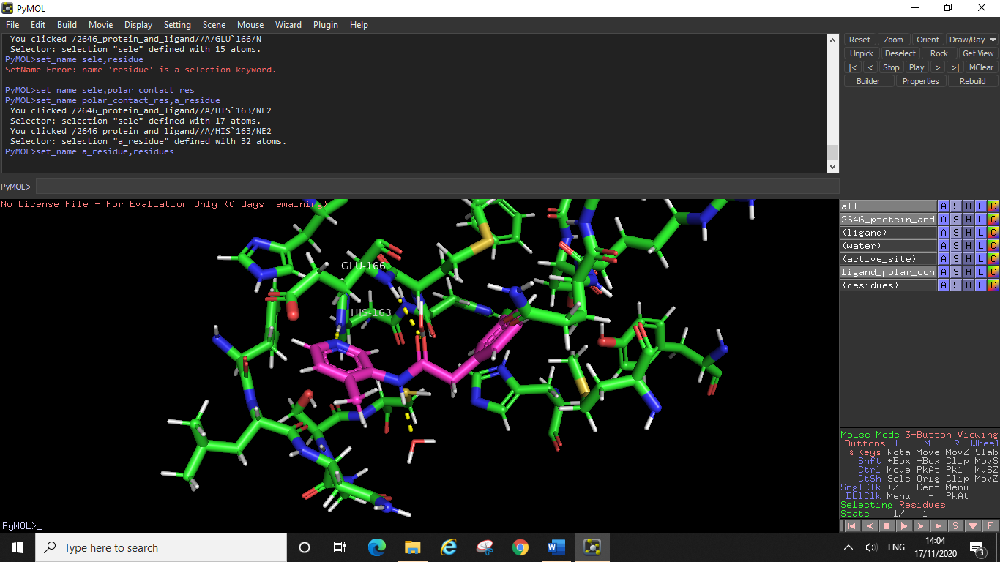 PyMOL
File Edit Build Movie Display Setting Scene Mouse Wizard Plugin Help
You clicked /2646_protein_and_ligand//A/GLU`166/N
Selector: selection "sele" defined with 15 atoms.
PyMOL>set_name sele,residue
SetName-Error: name 'residue' is a selection keyword.
PyMOL>set_name sele,polar_contact_res
PyMOL>set_name polar_contact_res,a_residue
You clicked /2646_protein_and_ligand//A/HIS`163/NE2
Selector: selection "sele" defined with 17 atoms.
You clicked /2646_protein_and_ligand//A/HIS`163/NE2
Selector: selection "a_residue" defined with 32 atoms.
PyMOL>set_name a_residue,residues
PyMOL>
Reset Zoom Orient Draw/Ray
Unpick Deselect Rock Get View
|< < Stop Play > >| MClear
Builder Properties Rebuild
No License File - For Evaluation Only (0 days remaining)
GLU-166
HIS-163
all A S H L C
2646_protein_and A S H L C
(ligand) A S H L C
(water) A S H L C
(active_site) A S H L C
ligand_polar_con A S H L C
(residues) A S H L C
Mouse Mode 3-Button Viewing
Buttons L M R Wheel
& Keys Rota Move MovZ Slab
Shft +Box -Box Clip MovS
Ctrl Move PkAt Pk1 MvSZ
CtSh Sele Orig Clip MovZ
SnglClk +/- Cent Menu
DblClk Menu - PkAt
Selecting Residues
State 1/ 1
S F
PyMOL>_
Type here to search
ENG
14:04
17/11/2020
3